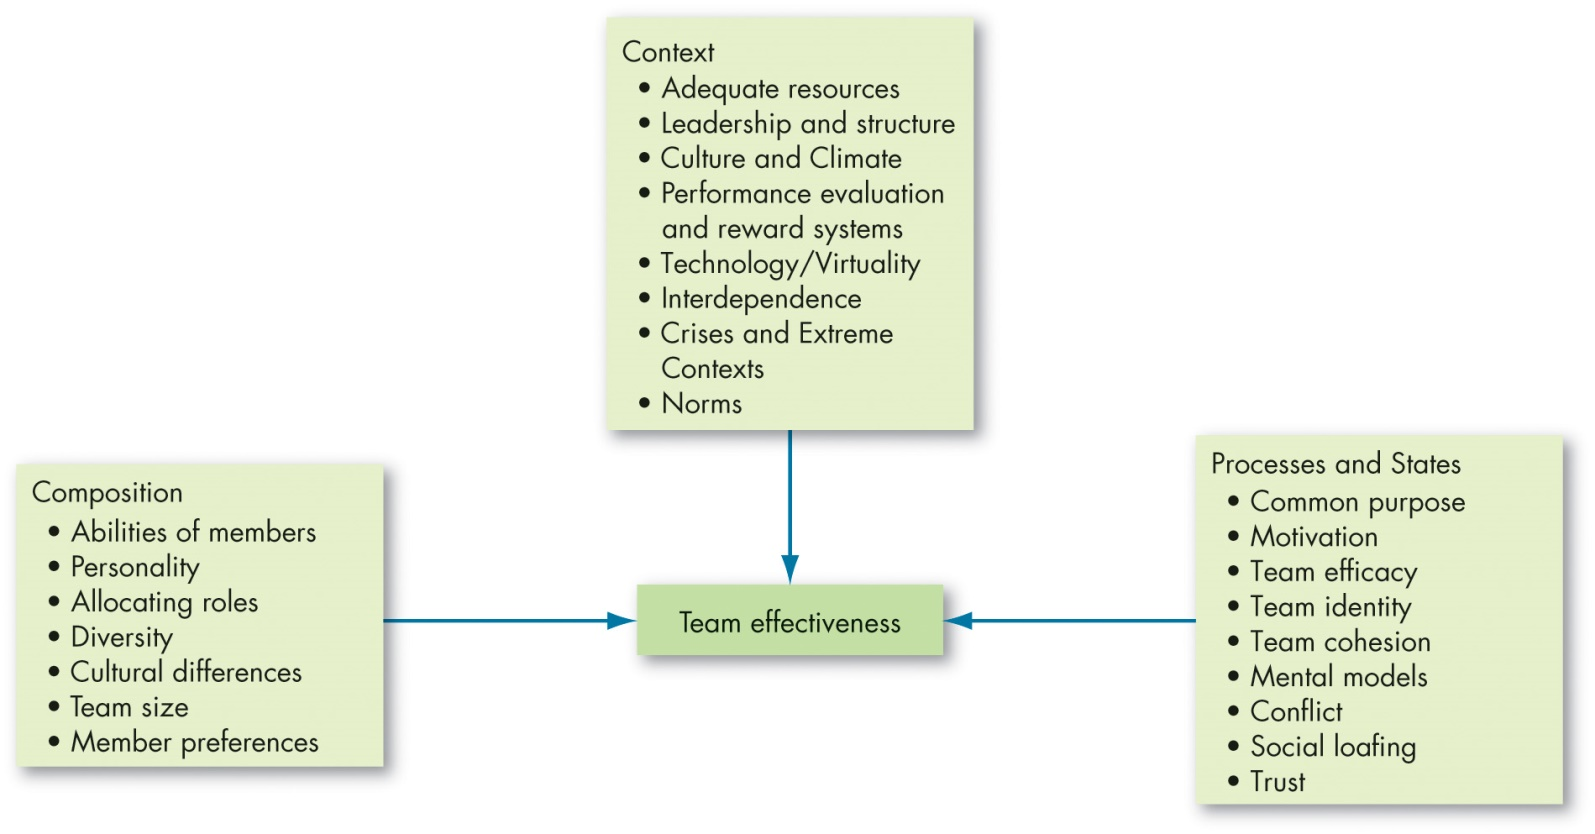 Context
• Adequate resources
• Leadership and structure
• Culture and Climate
• Performance evaluation
and reward systems
• Technology/Virtuality
• Interdependence
• Crises and Extreme
Contexts
• Norms
Composition
• Abilities of members
• Personality
• Allocating roles
• Diversity
• Cultural differences
• Team size
• Member preferences
Team effectiveness
Processes and States
• Common purpose
• Motivation
• Team efficacy
• Team identity
• Team cohesion
• Mental models
• Conflict
• Social loafing
• Trust